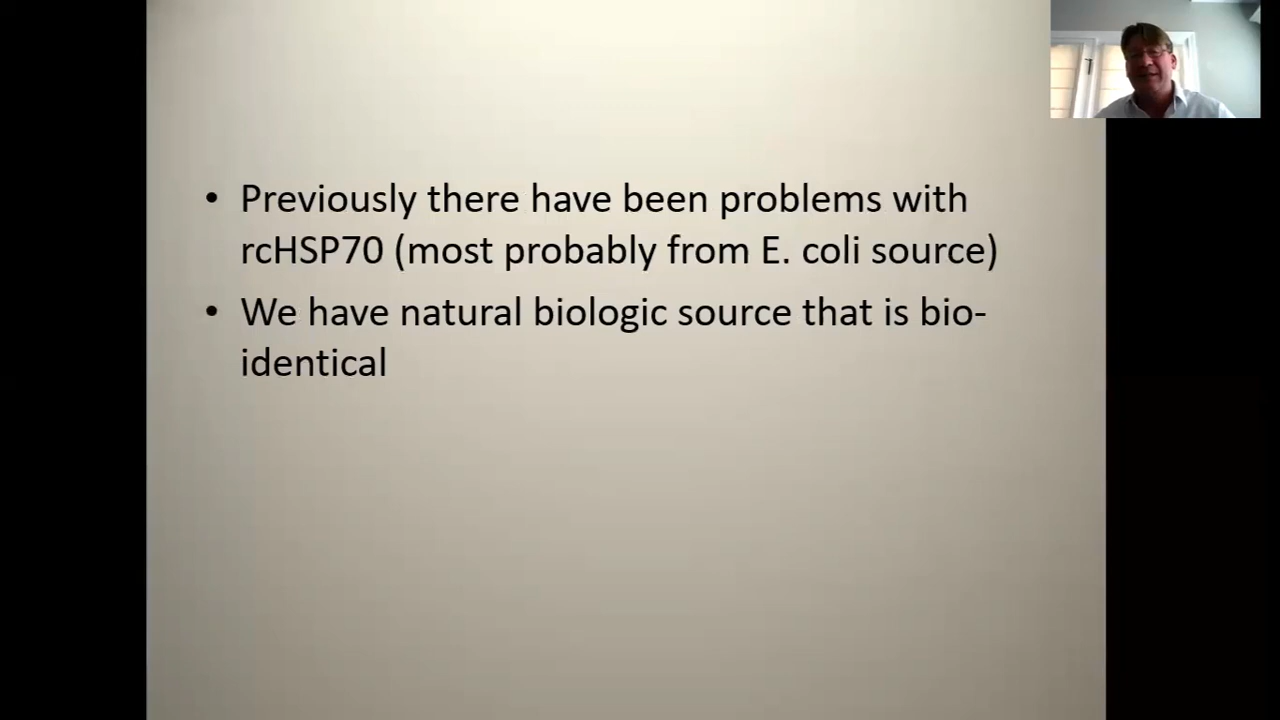 • Previously there have been problems with
rcHSP70 (most probably from E. coli source)
• We have natural biologic source that is bio-
identical